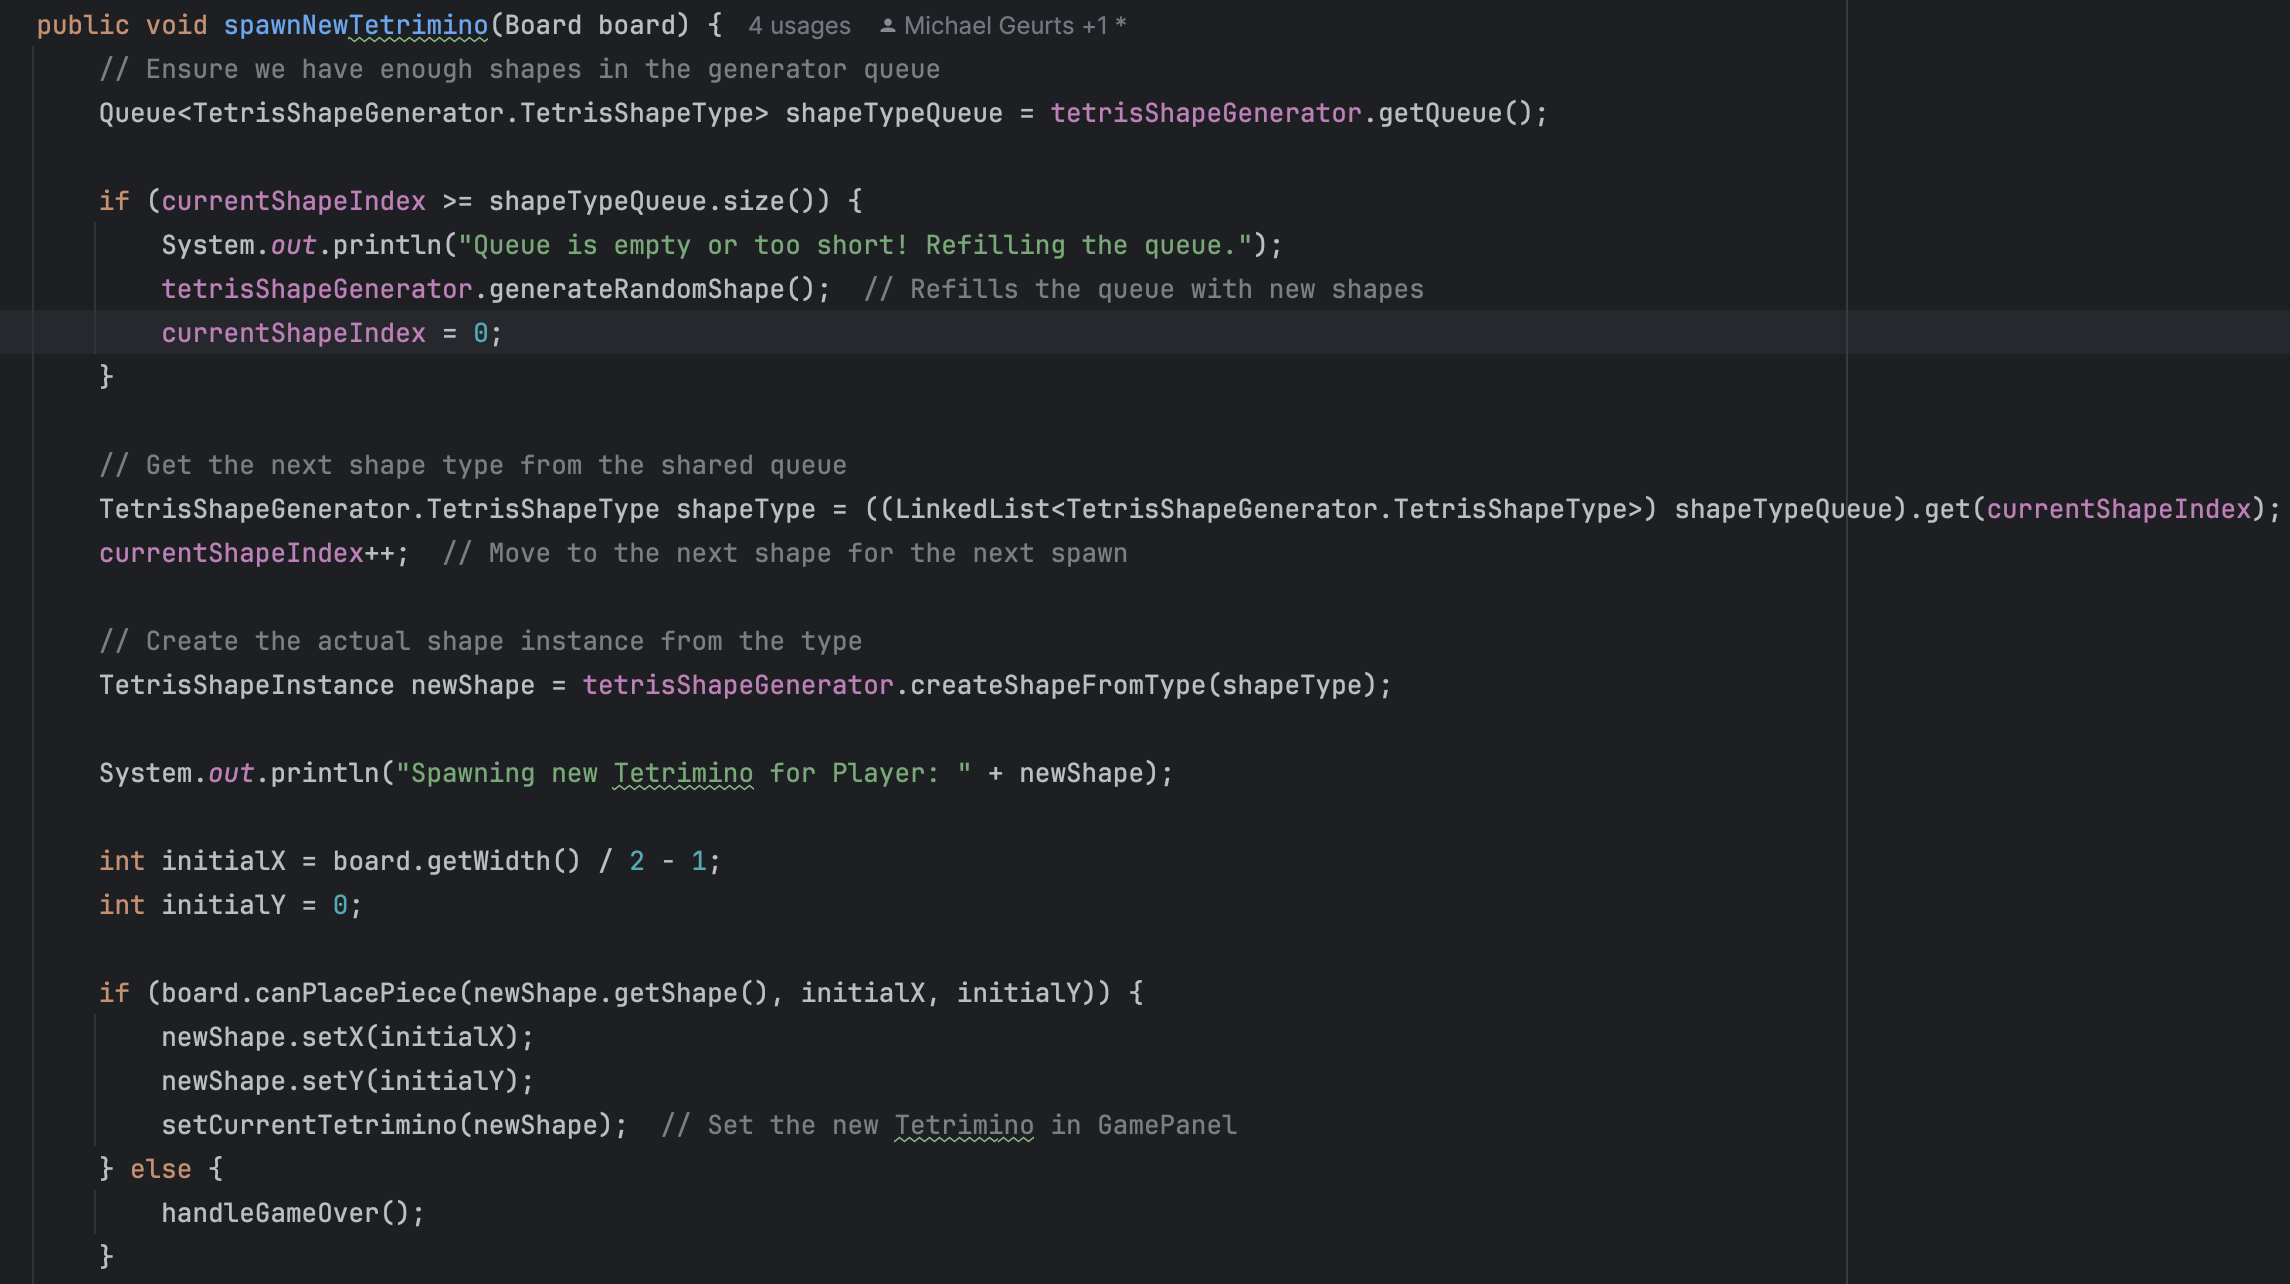 public void spawnNewTetrimino(Board board) { 4 usages Michael Geurts +1 *
// Ensure we have enough shapes in the generator queue
Queue<TetrisShapeGenerator.TetrisShapeType> shapeTypeQueue = tetrisShapeGenerator.getQueue();
if (currentShapeIndex >= shapeTypeQueue.size()) {
System.out.println("Queue is empty or too short! Refilling the queue.");
tetrisShapeGenerator.generateRandomShape(); // Refills the queue with new shapes
currentShapeIndex = 0;
}
// Get the next shape type from the shared queue
TetrisShapeGenerator.TetrisShapeType shapeType = ((LinkedList<TetrisShapeGenerator.TetrisShapeType>) shapeTypeQueue).get(currentShapeIndex);
currentShapeIndex++; // Move to the next shape for the next spawn
// Create the actual shape instance from the type
TetrisShapeInstance newShape = tetrisShapeGenerator.createShapeFromType(shapeType);
System.out.println("Spawning new Tetrimino for Player: " + newShape);
int initialX = board.getWidth() / 2 - 1;
int initialY = 0;
if (board.canPlacePiece(newShape.getShape(), initialX, initialY)) {
newShape.setX(initialX);
newShape.setY(initialY);
setCurrentTetrimino(newShape); // Set the new Tetrimino in GamePanel
} else {
handleGameOver();
}